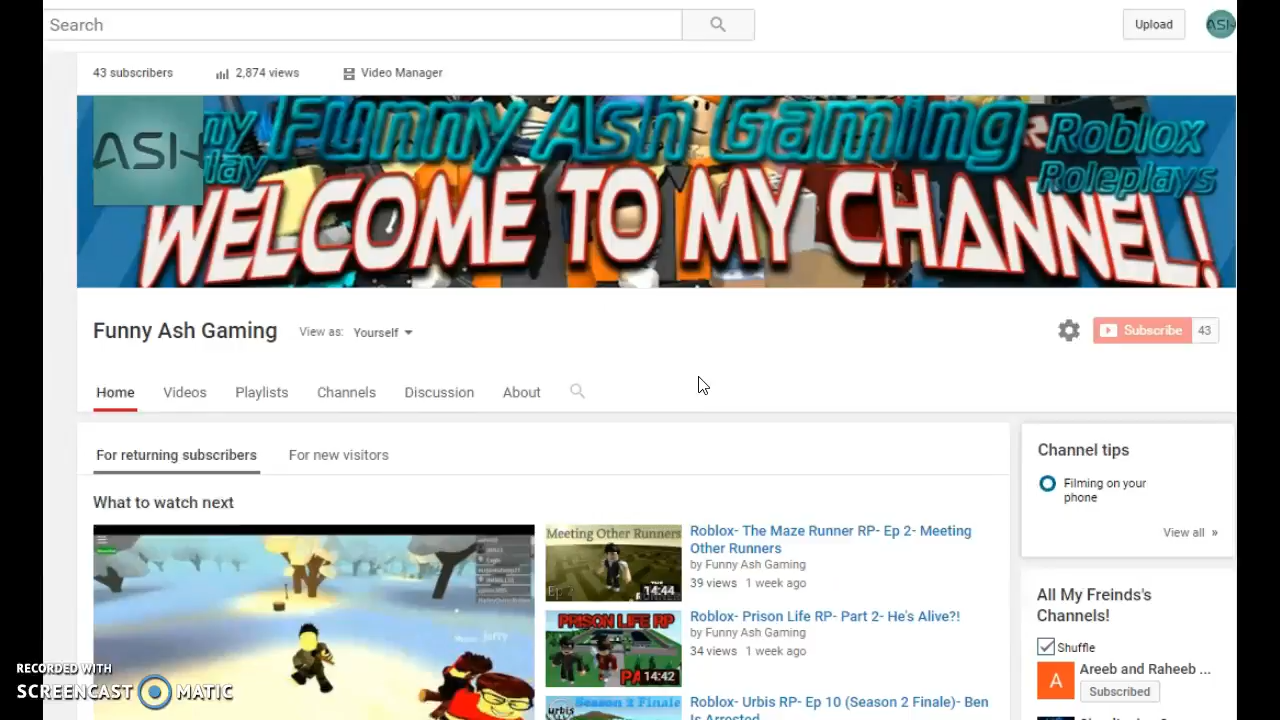 Search
Upload
ASH
43 subscribers
2,874 views
Video Manager
ASH
Funny Ash Gaming
Roblox
Roleplays
WELCOME TO MY CHANNEL!
Funny Ash Gaming
View as: Yourself
Subscribe 43
Home Videos Playlists Channels Discussion About
For returning subscribers For new visitors
What to watch next
Meeting Other Runners
Ep 2
14:44
Roblox- The Maze Runner RP- Ep 2- Meeting
Other Runners
by Funny Ash Gaming
39 views 1 week ago
PRISON LIFE RP
14:42
Roblox- Prison Life RP- Part 2- He's Alive?!
by Funny Ash Gaming
34 views 1 week ago
Season 2 Finale
urbis
Roblox- Urbis RP- Ep 10 (Season 2 Finale)- Ben
Is Arrested
Channel tips
Filming on your
phone
View all »
All My Freind's
Channels!
Shuffle
A
Areeb and Raheeb ...
Subscribed
RECORDED WITH
SCREENCAST MATIC